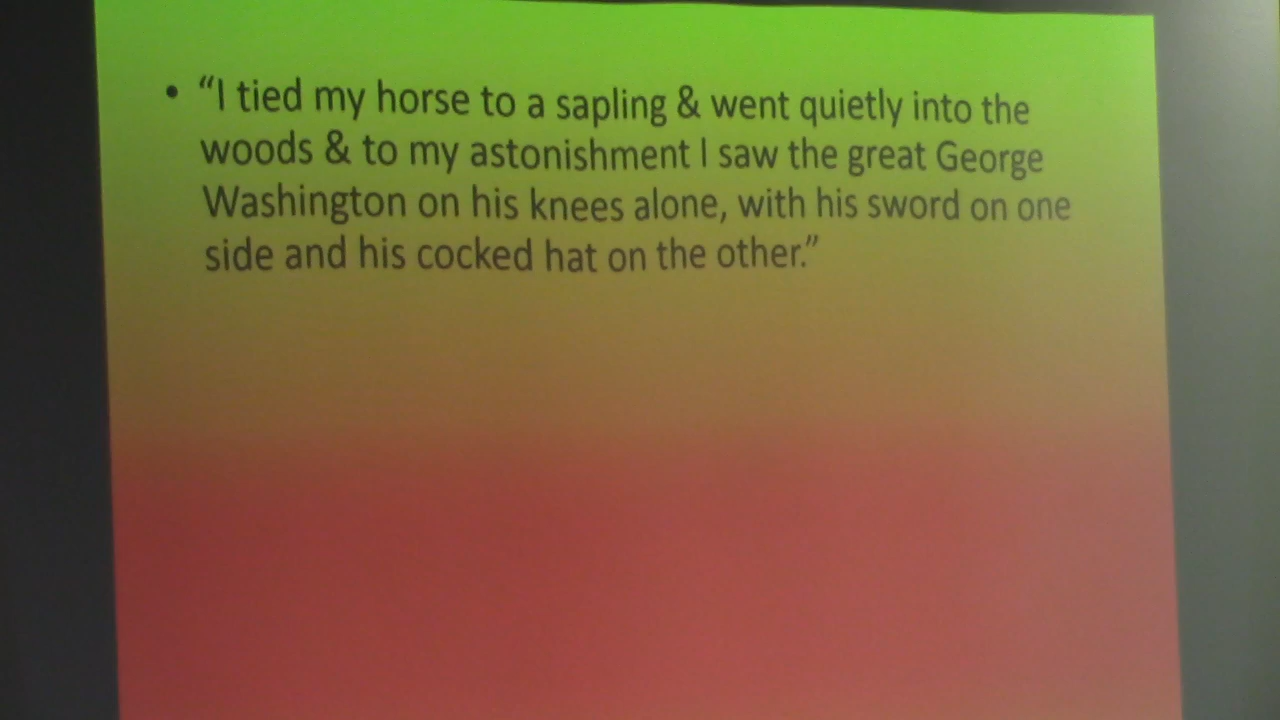 • “I tied my horse to a sapling & went quietly into the
woods & to my astonishment I saw the great George
Washington on his knees alone, with his sword on one
side and his cocked hat on the other.”